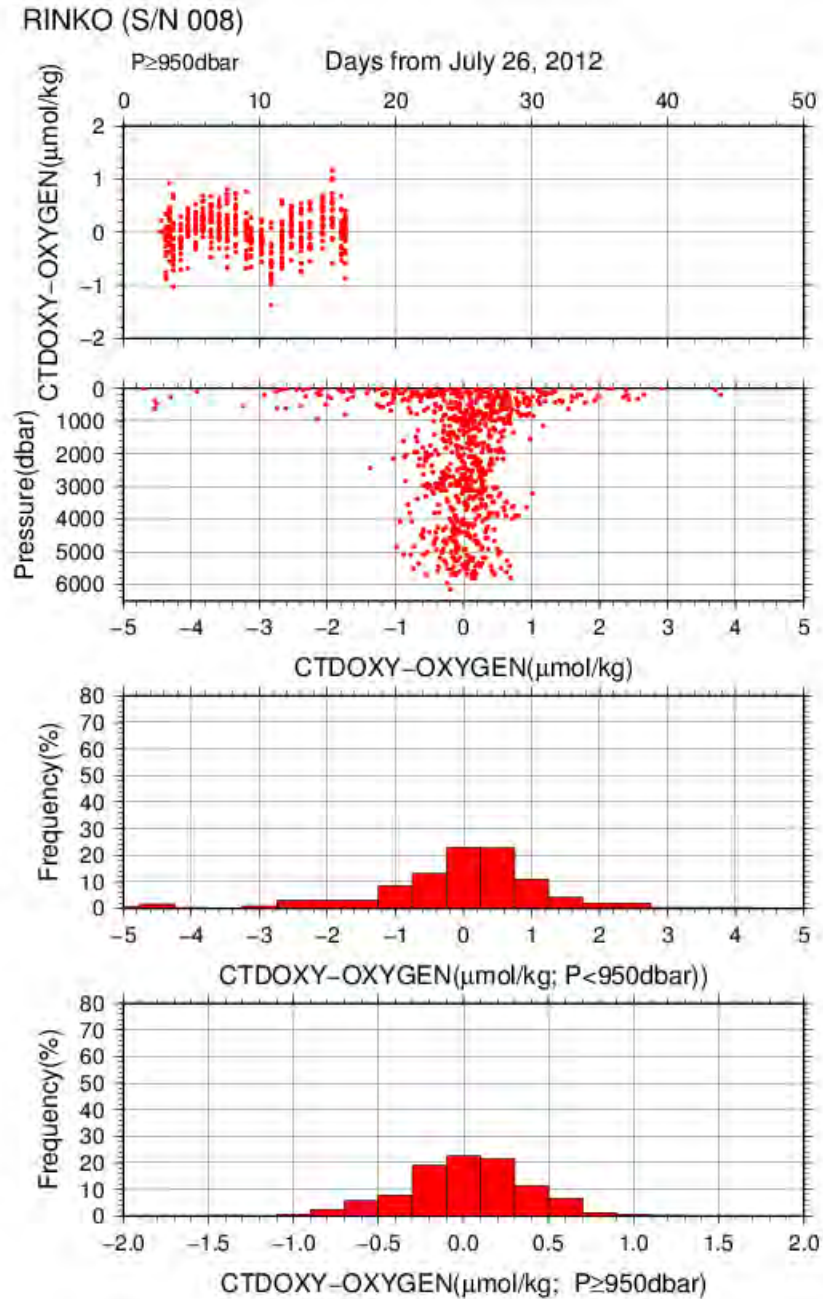 RINKO (S/N 008)
P≥950dbar Days from July 26, 2012
0 10 20 30 40 50
CTDOXY−OXYGEN(μmol/kg)
2
1
0
−1
−2
Pressure(dbar)
0
1000
2000
3000
4000
5000
6000
−5 −4 −3 −2 −1 0 1 2 3 4 5
CTDOXY−OXYGEN(μmol/kg)
Frequency(%)
80
70
60
50
40
30
20
10
0
−5 −4 −3 −2 −1 0 1 2 3 4 5
CTDOXY−OXYGEN(μmol/kg; P<950dbar))
Frequency(%)
80
70
60
50
40
30
20
10
0
−2.0 −1.5 −1.0 −0.5 0.0 0.5 1.0 1.5 2.0
CTDOXY−OXYGEN(μmol/kg; P≥950dbar)